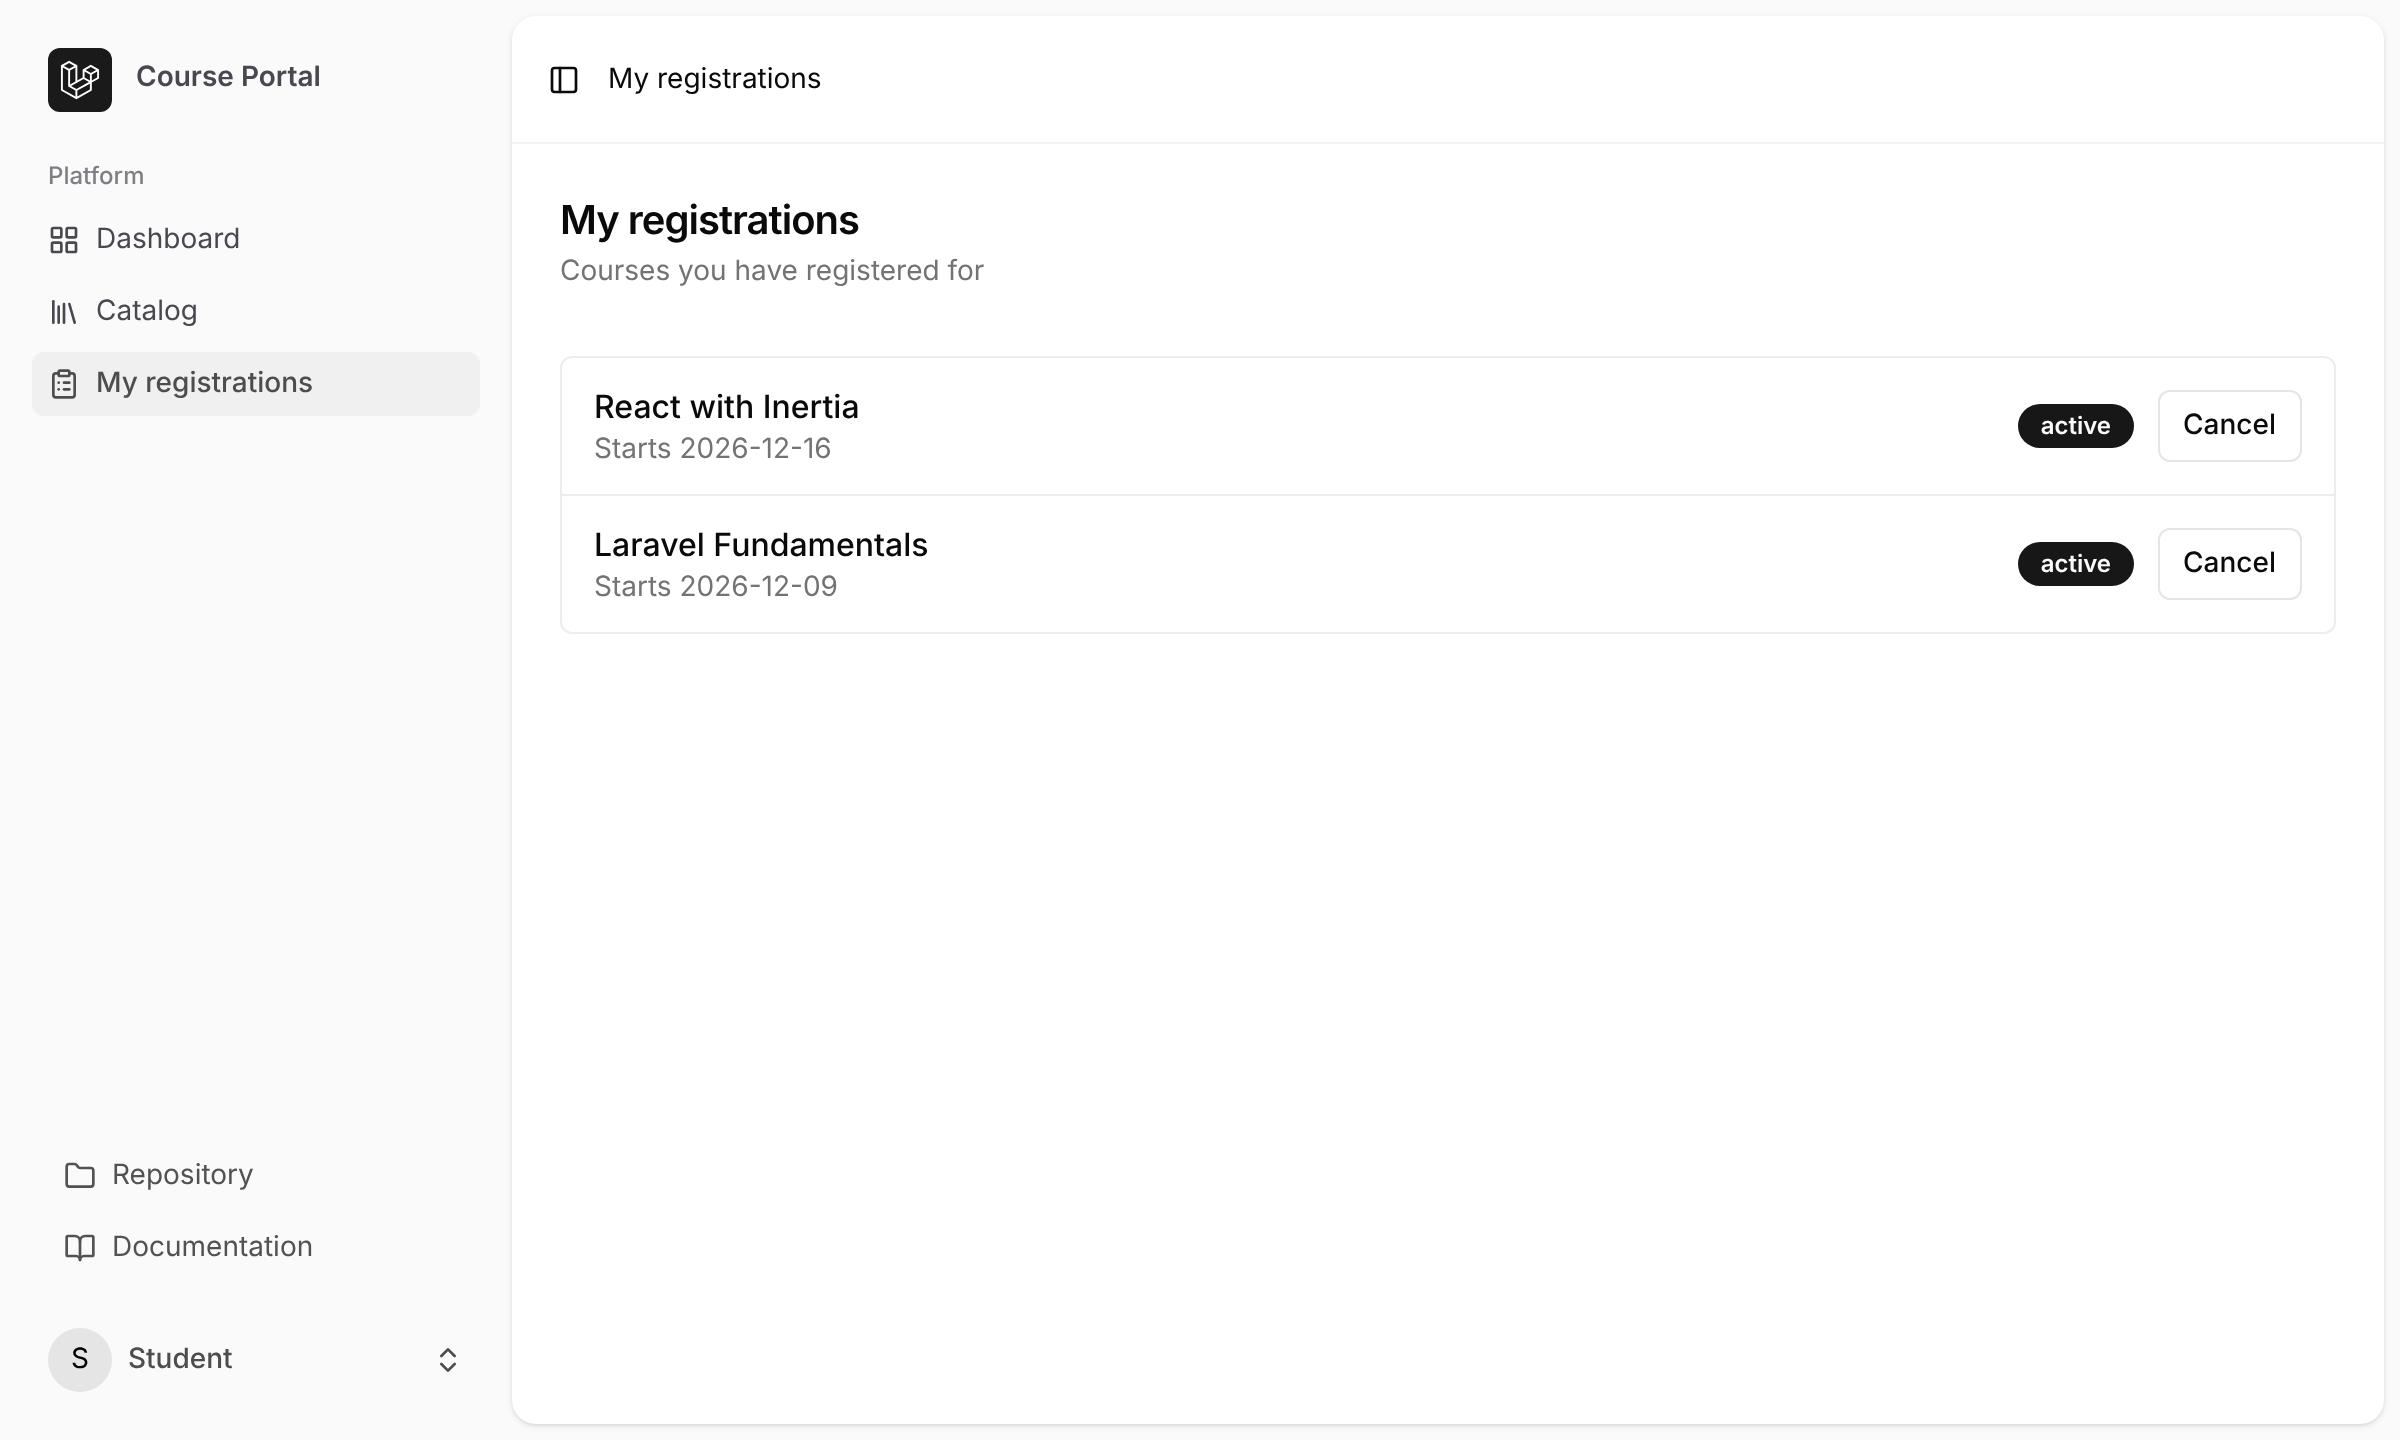 Course Portal
Platform
Dashboard
Catalog
My registrations
Repository
Documentation
S Student
My registrations
My registrations
Courses you have registered for
React with Inertia
Starts 2026-12-16
active Cancel
Laravel Fundamentals
Starts 2026-12-09
active Cancel